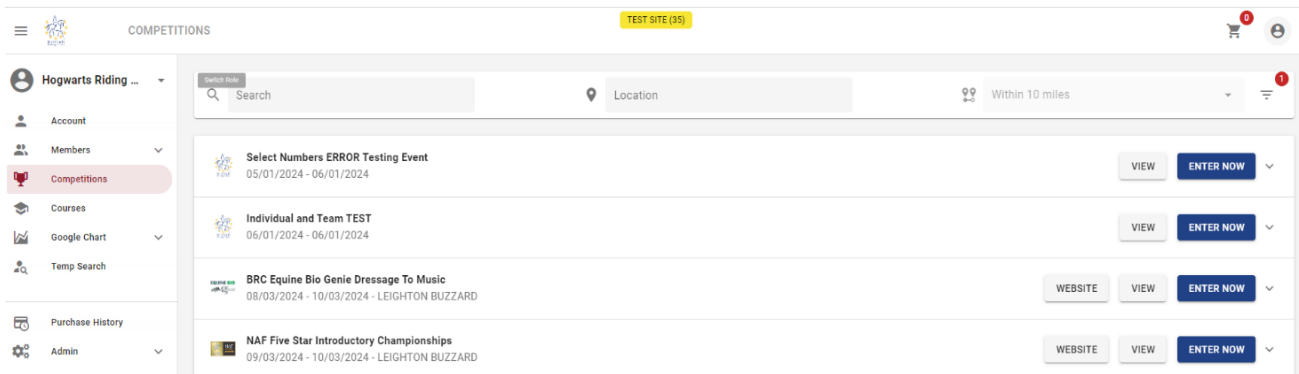 COMPETITIONS
TEST SITE (35)
0
Hogwarts Riding ...
Switch Role
Search
Location
Within 10 miles
1
Account
Members
Competitions
Courses
Google Chart
Temp Search
Purchase History
Admin
Select Numbers ERROR Testing Event
05/01/2024 - 06/01/2024
VIEW
ENTER NOW
Individual and Team TEST
06/01/2024 - 06/01/2024
VIEW
ENTER NOW
EQUINE BIO
BRC Equine Bio Genie Dressage To Music
08/03/2024 - 10/03/2024 - LEIGHTON BUZZARD
WEBSITE
VIEW
ENTER NOW
NAF Five Star Introductory Championships
09/03/2024 - 10/03/2024 - LEIGHTON BUZZARD
WEBSITE
VIEW
ENTER NOW